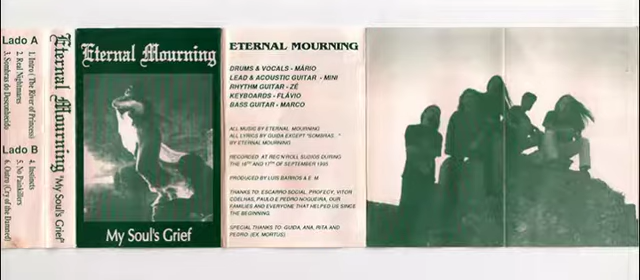 Lado A
1. Intro (The River of Princess)
2. Real Nightmares
3. Sombras do Desconhecido
Lado B
4. Insiects
5. No Painkillers
6. Outire (Cry of the Damned)
Eternal Mourning "My Soul's Grief"
Eternal Mourning
My Soul's Grief
ETERNAL MOURNING
DRUMS & VOCALS - MÁRIO
LEAD & ACOUSTIC GUITAR - MINI
RHYTHM GUITAR - ZÉ
KEYBOARDS - FLÁVIO
BASS GUITAR - MARCO
ALL MUSIC BY ETERNAL MOURNING
ALL LYRICS BY GUIDA EXCEPT "SOMBRAS..."
BY ETERNAL MOURNING
RECORDED AT REC'N'ROLL SUDIOS DURING
THE 16TH AND 17TH OF SEPTEMBER 1995
PRODUCED BY LUIS BARROS & E. M
THANKS TO: ESCARRO SOCIAL, PROFECY, VITOR
COELHAS, PAULO E PEDRO NOGUEIRA, OUR
FAMILIES AND EVERYONE THAT HELPED US SINCE
THE BEGINNING
SPECIAL THANKS TO: GUIDA, ANA, RITA AND
PEDRO (EX. MORTUS)